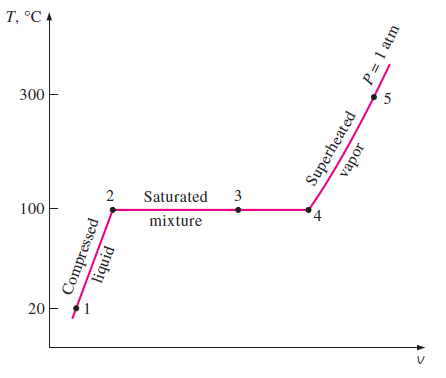 T, °C
P = 1 atm
300
5
Superheated
vapor
2
Saturated
3
mixture
100
4
Compressed
liquid
20
1
v